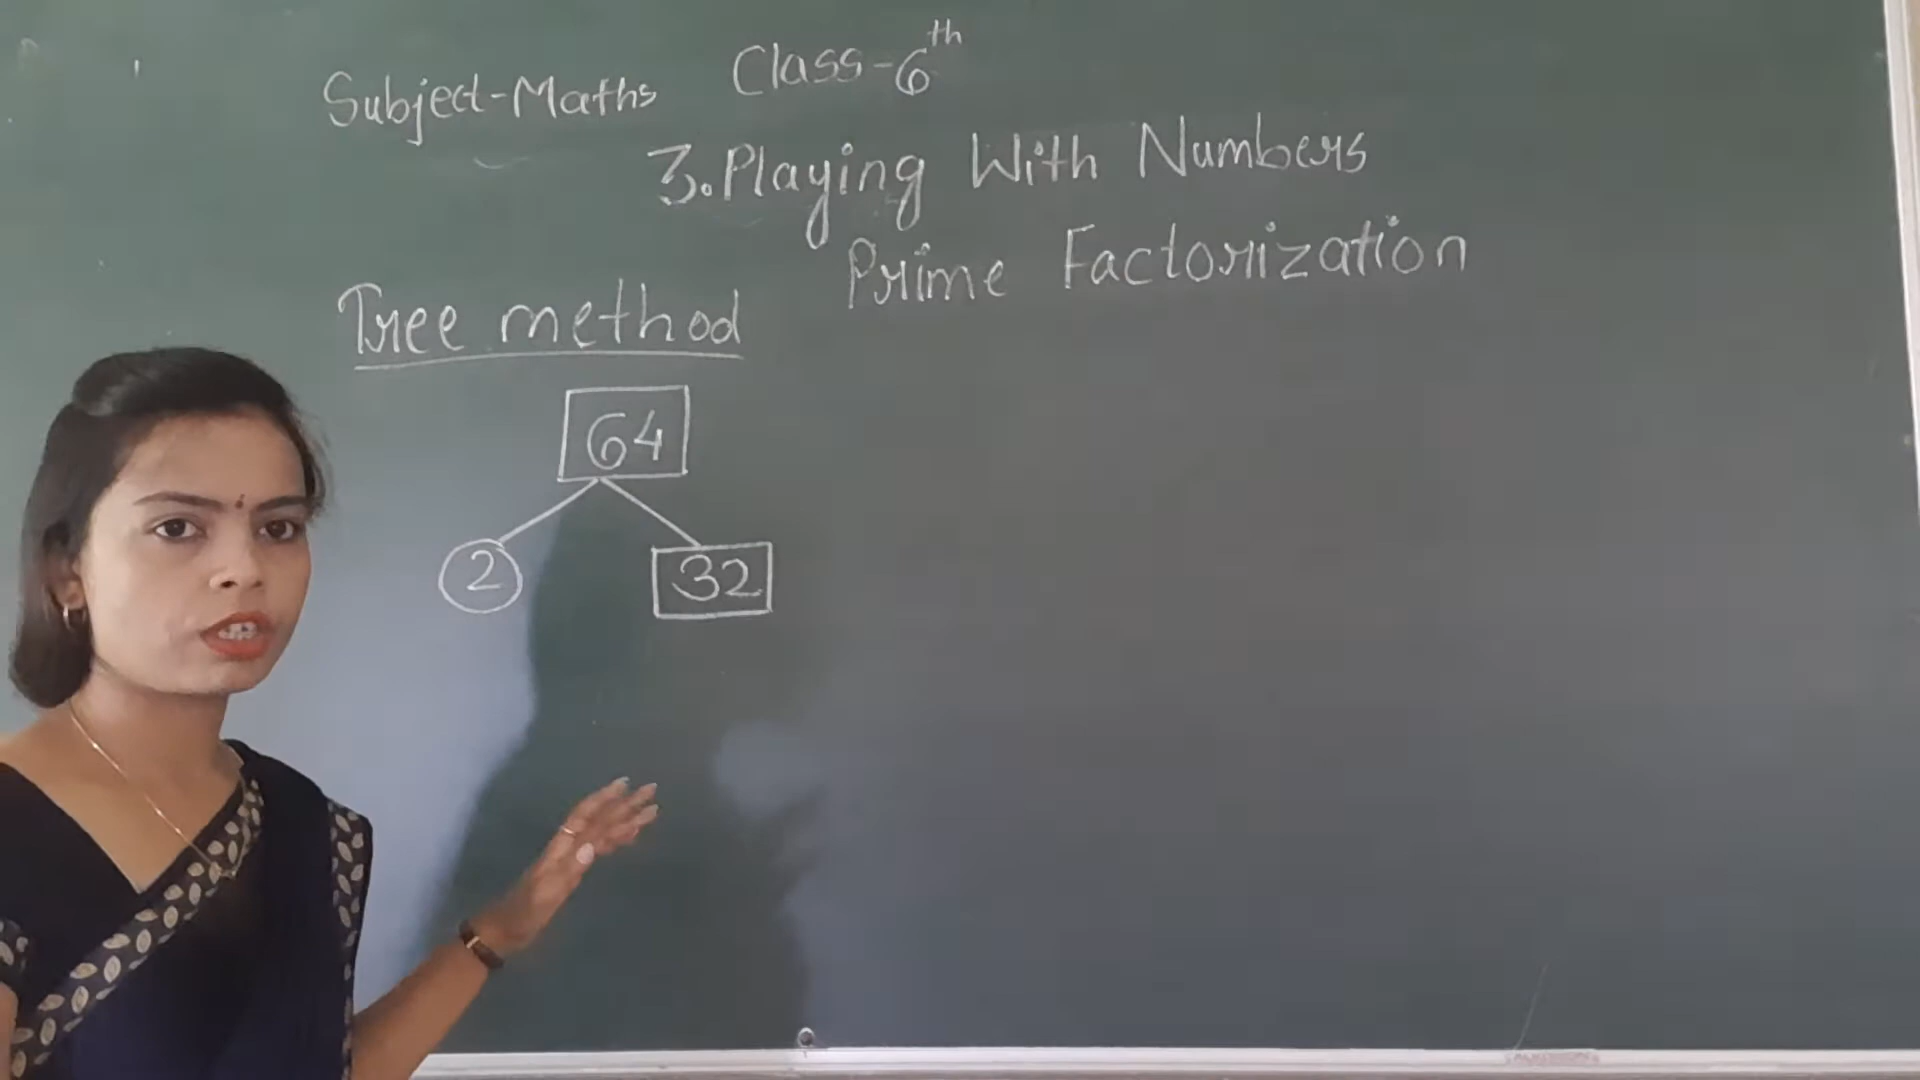 Subject-Maths Class-6th
3. Playing With Numbers
Prime Factorization
Tree method
64
2 32